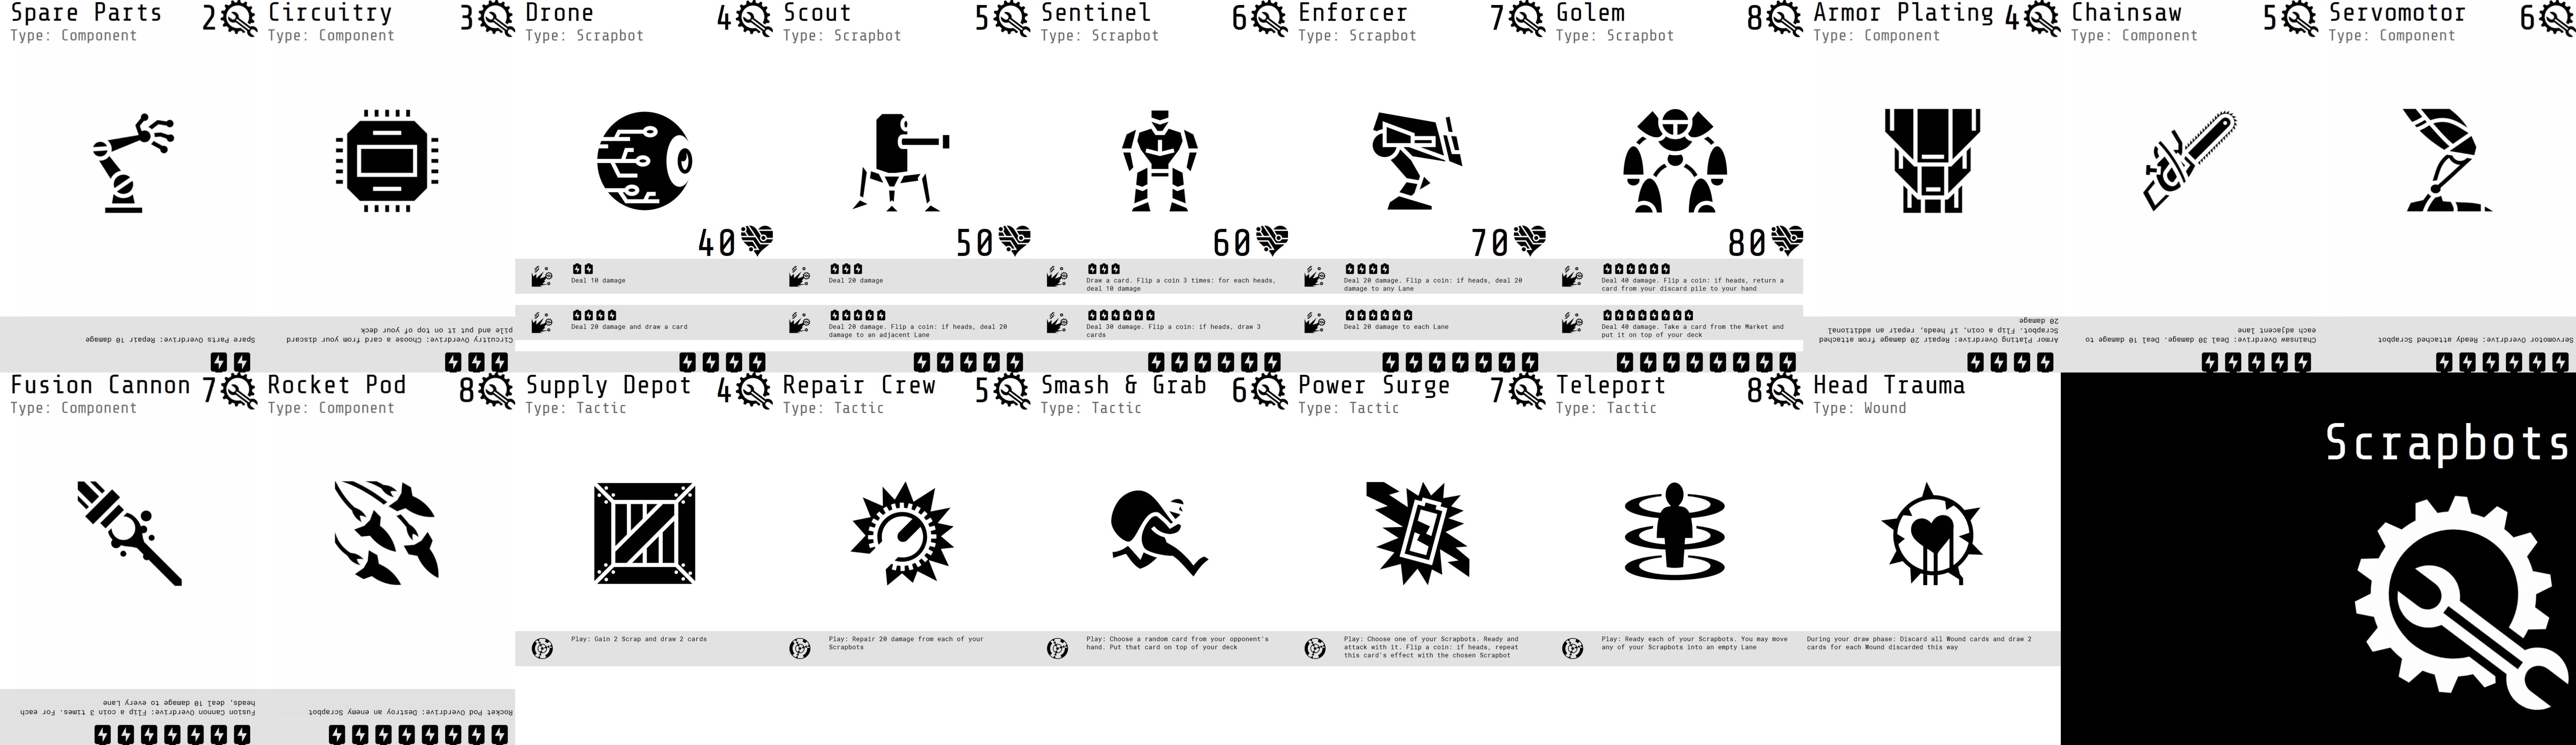 Spare Parts 2
Type: Component
Spare Parts Overdrive: Repair 10 damage
Circuitry 3
Type: Component
Circuitry Overdrive: Choose a card from your discard
pile and put it on top of your deck
Drone 4
Type: Scrapbot
40
Deal 10 damage
Deal 20 damage and draw a card
Scout 5
Type: Scrapbot
50
Deal 20 damage
Deal 20 damage. Flip a coin: if heads, deal 20
damage to an adjacent Lane
Sentinel 6
Type: Scrapbot
60
Draw a card. Flip a coin 3 times: for each heads,
deal 10 damage
Deal 30 damage. Flip a coin: if heads, draw 3
cards
Enforcer 7
Type: Scrapbot
70
Deal 20 damage. Flip a coin: if heads, deal 20
damage to any Lane
Deal 20 damage to each Lane
Golem 8
Type: Scrapbot
80
Deal 40 damage. Flip a coin: if heads, return a
card from your discard pile to your hand
Deal 40 damage. Take a card from the Market and
put it on top of your deck
Armor Plating 4
Type: Component
Armor Plating Overdrive: Repair 20 damage from attached
Scrapbot. Flip a coin, if heads, repair an additional
20 damage
Chainsaw 5
Type: Component
Chainsaw Overdrive: Deal 30 damage. Deal 10 damage to
each adjacent lane
Servomotor 6
Type: Component
Servomotor Overdrive: Ready attached Scrapbot
Fusion Cannon 7
Type: Component
Fusion Cannon Overdrive: Flip a coin 3 times. For each
heads, deal 10 damage to every Lane
Rocket Pod 8
Type: Component
Rocket Pod Overdrive: Destroy an enemy Scrapbot
Supply Depot 4
Type: Tactic
Play: Gain 2 Scrap and draw 2 cards
Repair Crew 5
Type: Tactic
Play: Repair 20 damage from each of your
Scrapbots
Smash & Grab 6
Type: Tactic
Play: Choose a random card from your opponent's
hand. Put that card on top of your deck
Power Surge 7
Type: Tactic
Play: Choose one of your Scrapbots. Ready and
attack with it. Flip a coin: if heads, repeat
this card's effect with the chosen Scrapbot
Teleport 8
Type: Tactic
Play: Ready each of your Scrapbots. You may move
any of your Scrapbots into an empty Lane
Head Trauma
Type: Wound
During your draw phase: Discard all Wound cards and draw 2
cards for each Wound discarded this way
Scrapbots